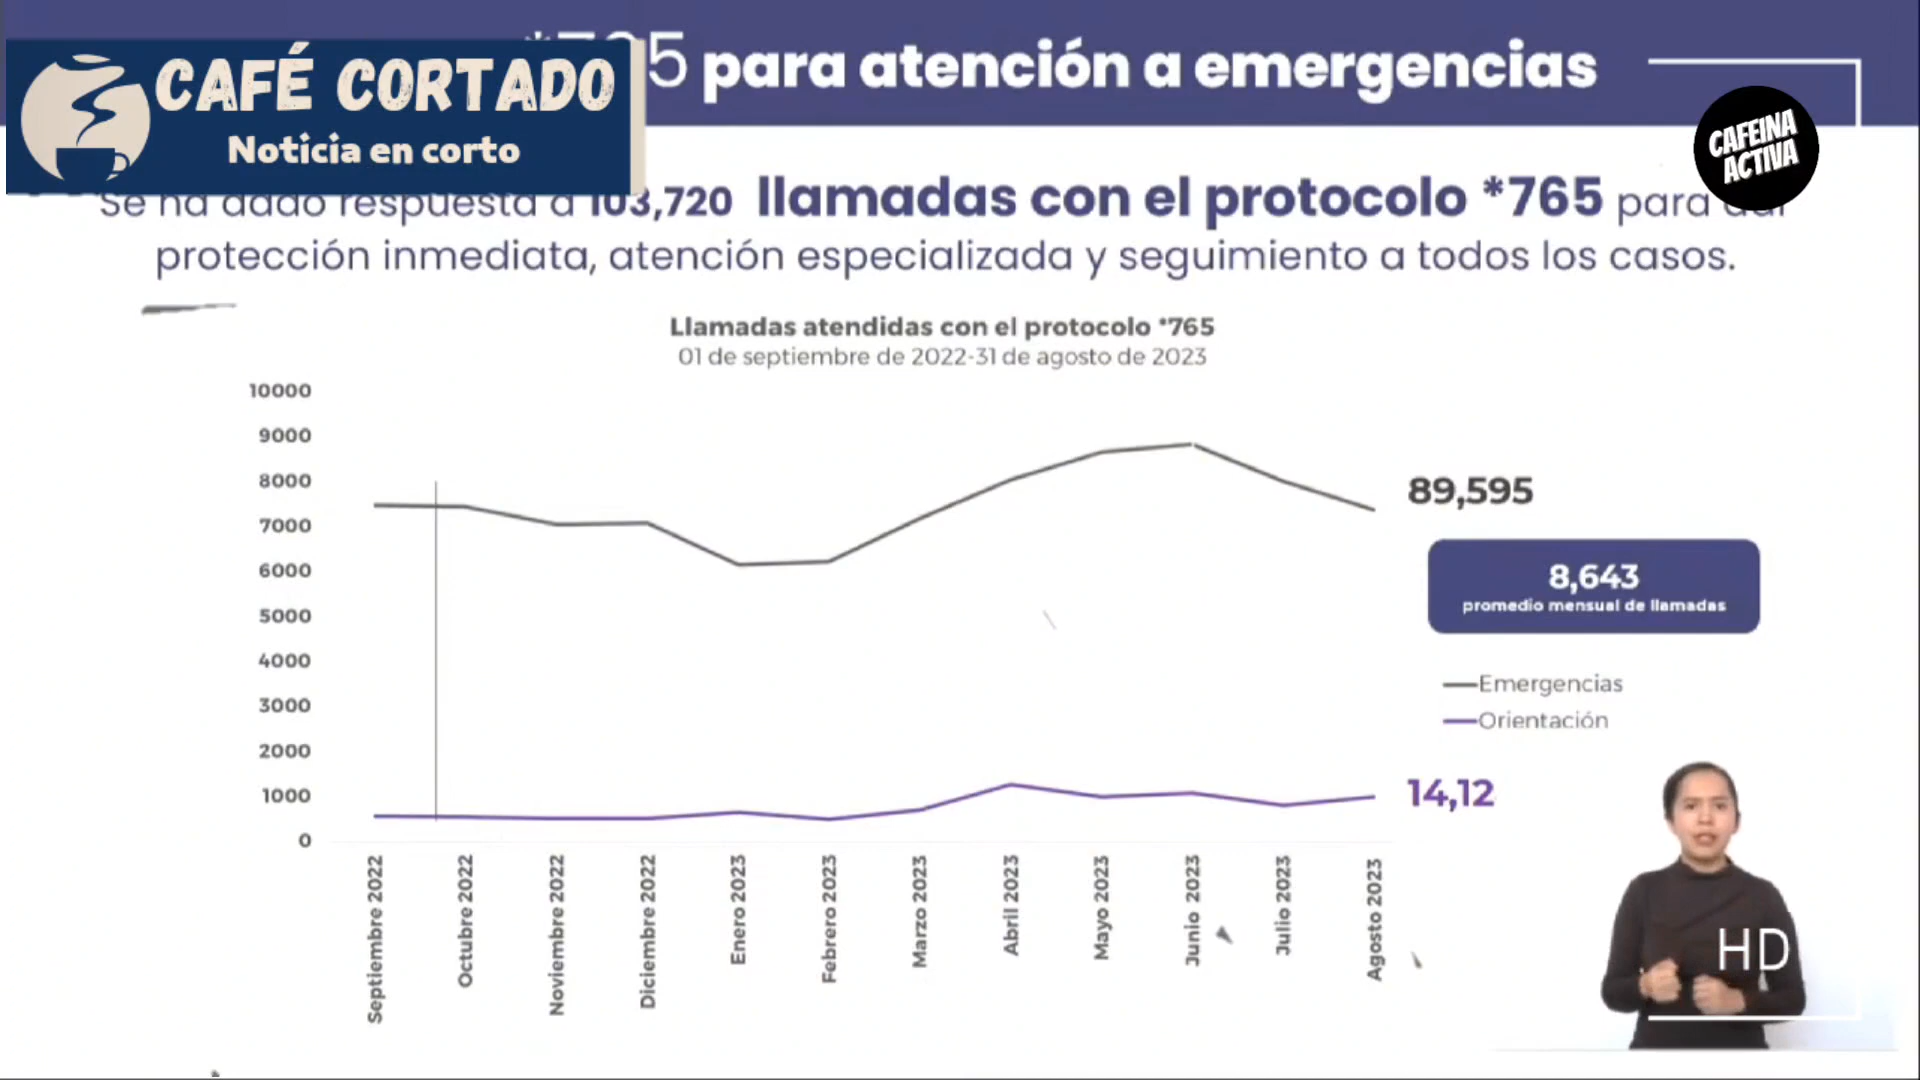 5 para atención a emergencias
CAFÉ CORTADO
Noticia en corto
CAFEINA
ACTIVA
Se ha dado respuesta a 103,720 llamadas con el protocolo *765 para
protección inmediata, atención especializada y seguimiento a todos los casos.
Llamadas atendidas con el protocolo *765
01 de septiembre de 2022-31 de agosto de 2023
10000
9000
8000
7000
6000
5000
4000
3000
2000
1000
0
89,595
8,643
promedio mensual de llamadas
Emergencias
Orientación
14,12
Septiembre 2022
Octubre 2022
Noviembre 2022
Diciembre 2022
Enero 2023
Febrero 2023
Marzo 2023
Abril 2023
Mayo 2023
Junio 2023
Julio 2023
Agosto 2023
HD